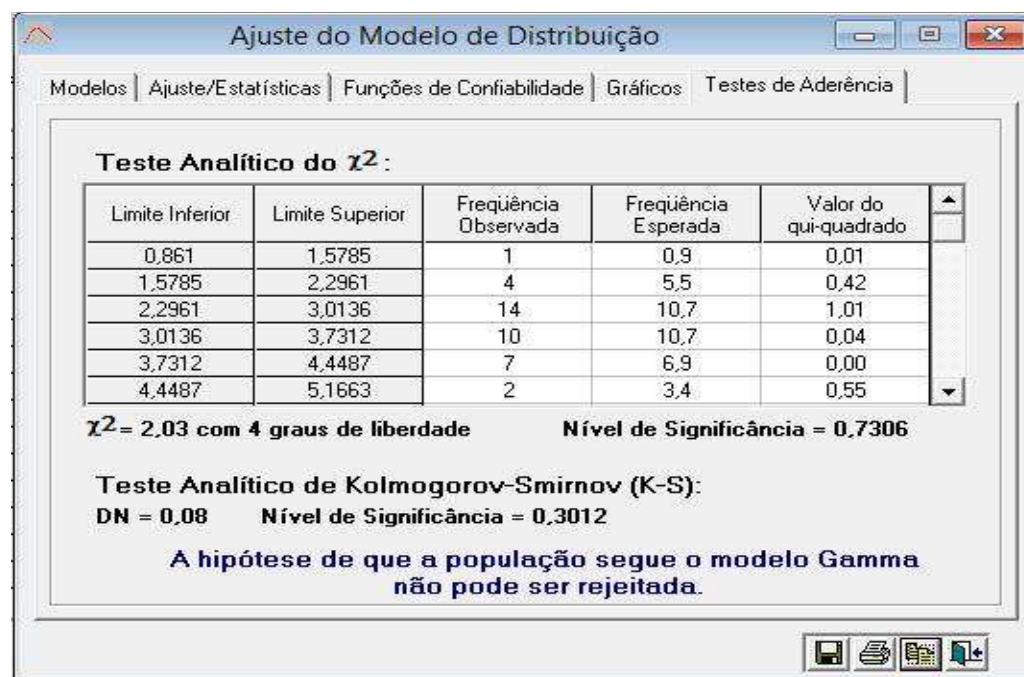 Ajuste do Modelo de Distribuição
Modelos Ajuste/Estatísticas Funções de Confiabilidade Gráficos Testes de Aderência
Teste Analítico do χ2 :
Limite Inferior Limite Superior Freqüência Observada Freqüência Esperada Valor do qui-quadrado
0,861 1,5785 1 0,9 0,01
1,5785 2,2961 4 5,5 0,42
2,2961 3,0136 14 10,7 1,01
3,0136 3,7312 10 10,7 0,04
3,7312 4,4487 7 6,9 0,00
4,4487 5,1663 2 3,4 0,55
χ2 = 2,03 com 4 graus de liberdade Nível de Significância = 0,7306
Teste Analítico de Kolmogorov-Smirnov (K-S):
DN = 0,08 Nível de Significância = 0,3012
A hipótese de que a população segue o modelo Gamma
não pode ser rejeitada.